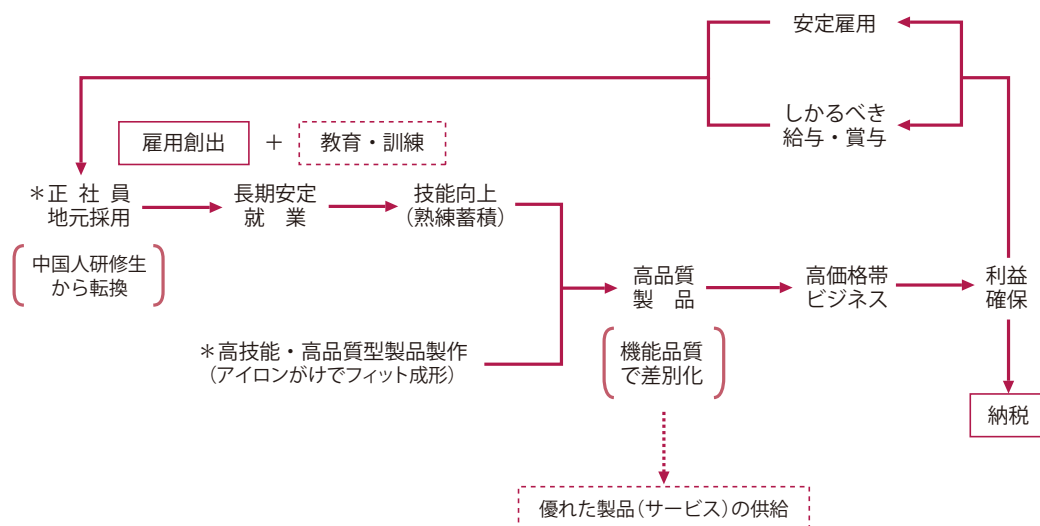 安定雇用
しかるべき
給与・賞与
雇用創出
＋
教育・訓練
＊正社員
地元採用
中国人研修生
から転換
長期安定
就業
技能向上
（熟練蓄積）
＊高技能・高品質型製品製作
（アイロンがけでフィット成形）
高品質
製品
機能品質
で差別化
高価格帯
ビジネス
利益
確保
納税
優れた製品（サービス）の供給